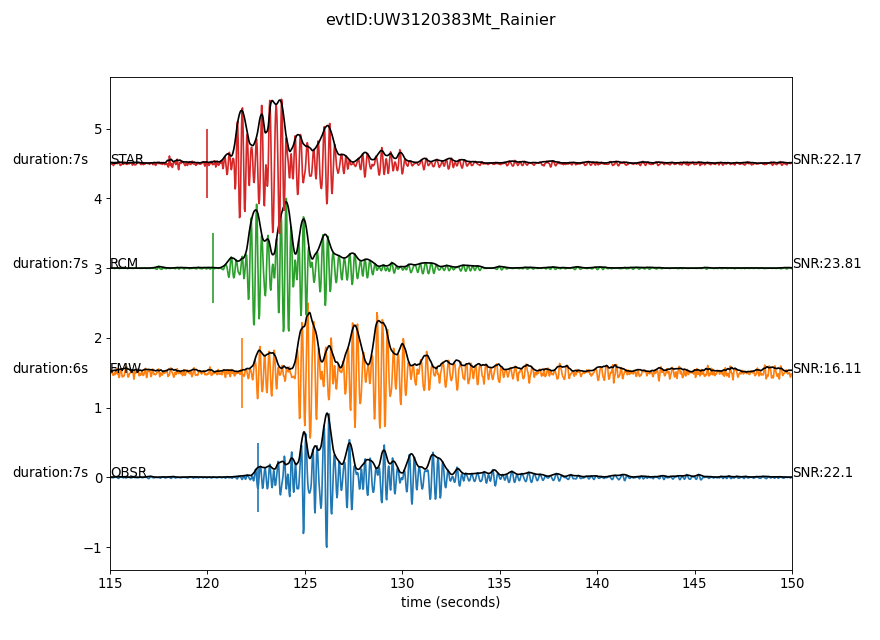 evtID:UW3120383Mt_Rainier
5
duration:7s STAR SNR:22.17
4
duration:7s RCM SNR:23.81
3
2
duration:6s FMW SNR:16.11
1
duration:7s OBSR SNR:22.1
0
−1
115 120 125 130 135 140 145 150
time (seconds)